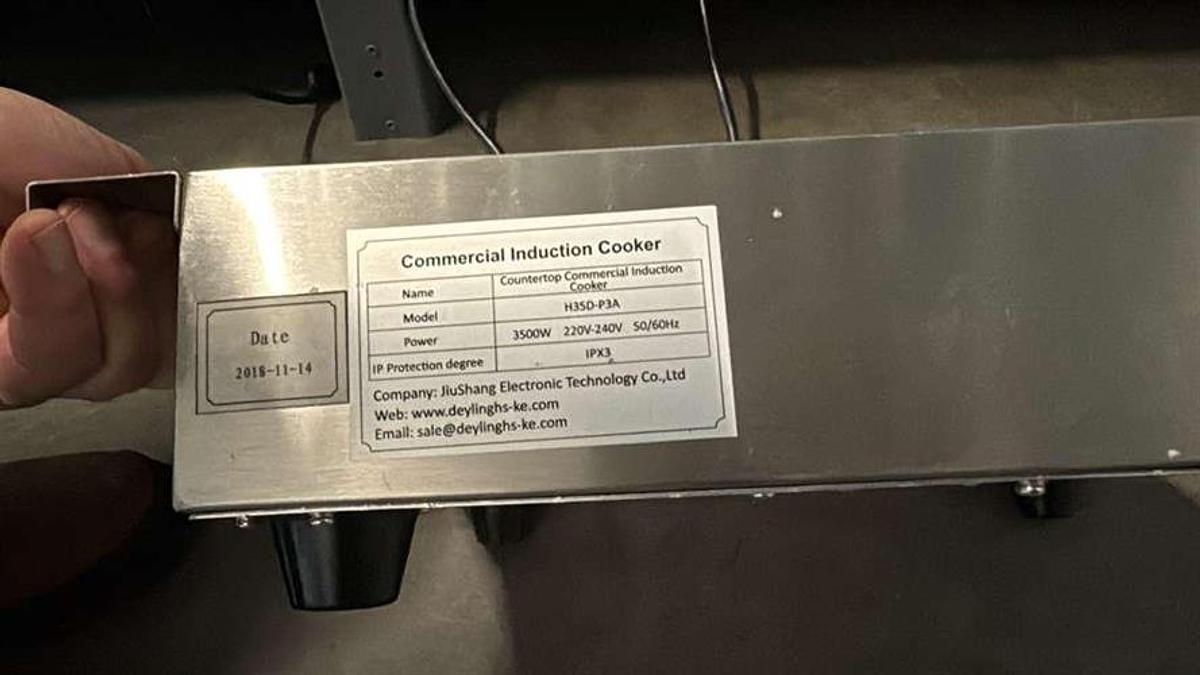 Commercial Induction Cooker
Name Countertop Commercial Induction Cooker
Model H35D-P3A
Power 3500W 220V-240V 50/60Hz
IP Protection degree IPX3
Company: JiuShang Electronic Technology Co.,Ltd
Web: www.deylinghs-ke.com
Email: sale@deylinghs-ke.com
Date
2018-11-14